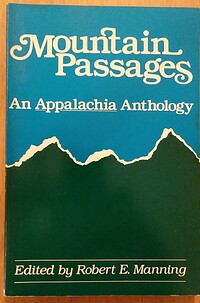 Mountain
Passages
An Appalachia Anthology
Edited by Robert E. Manning